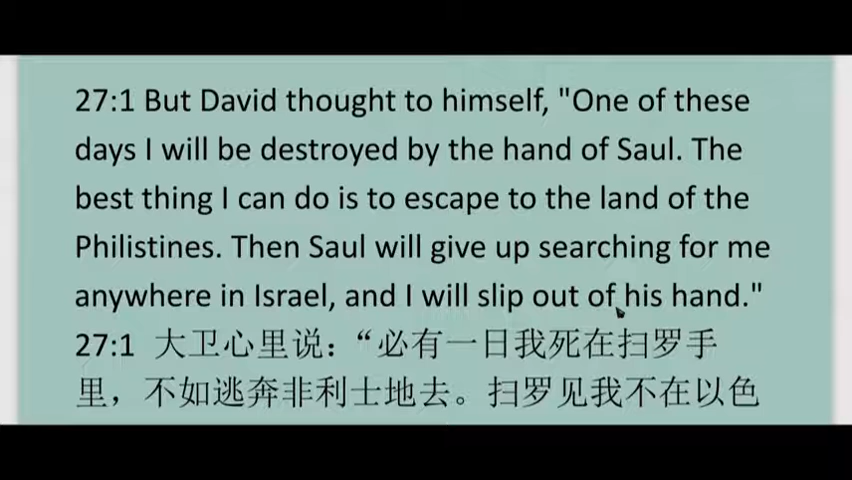 27:1 But David thought to himself, "One of these
days I will be destroyed by the hand of Saul. The
best thing I can do is to escape to the land of the
Philistines. Then Saul will give up searching for me
anywhere in Israel, and I will slip out of his hand."
27:1 大卫心里说：“必有一日我死在扫罗手
里，不如逃奔非利士地去。扫罗见我不在以色